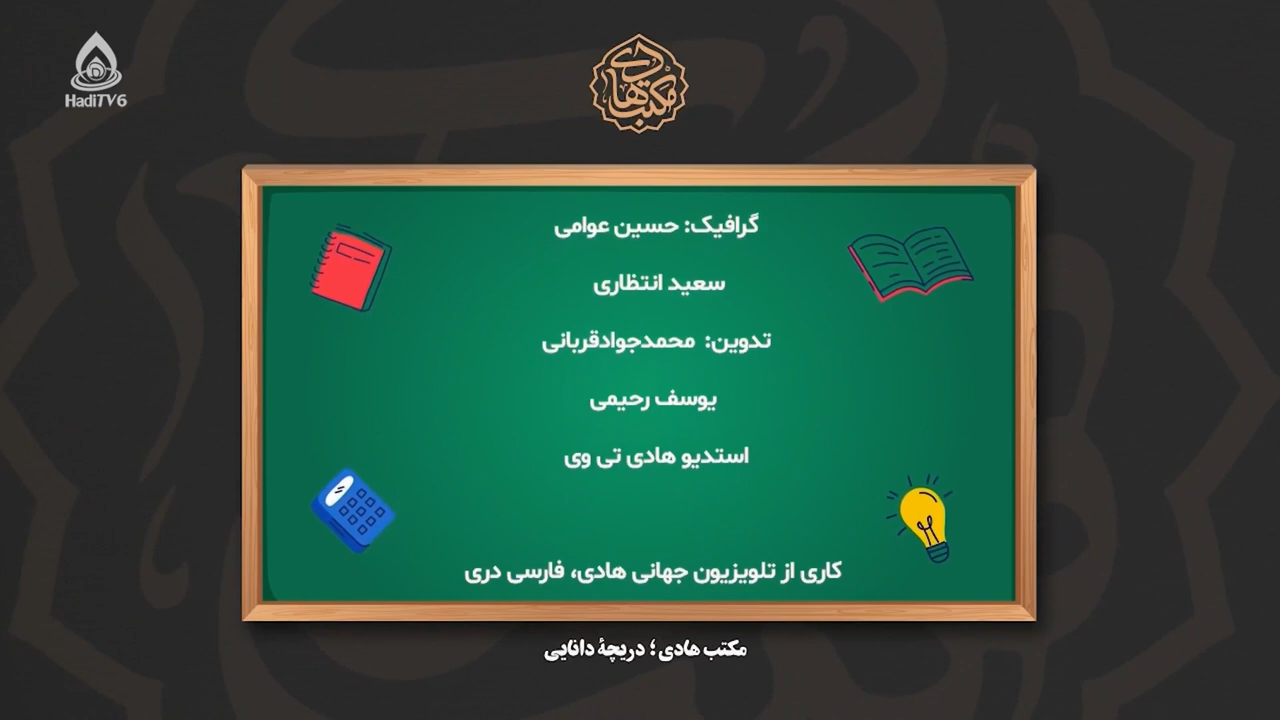 HadiTV6
مکتب هادی
گرافیک: حسین عوامی
سعید انتظاری
تدوین: محمدجوادقربانی
یوسف رحیمی
استدیو هادی تی وی
کاری از تلویزیون جهانی هادی، فارسی دری
مکتب هادی؛ دریچهٔ دانایی